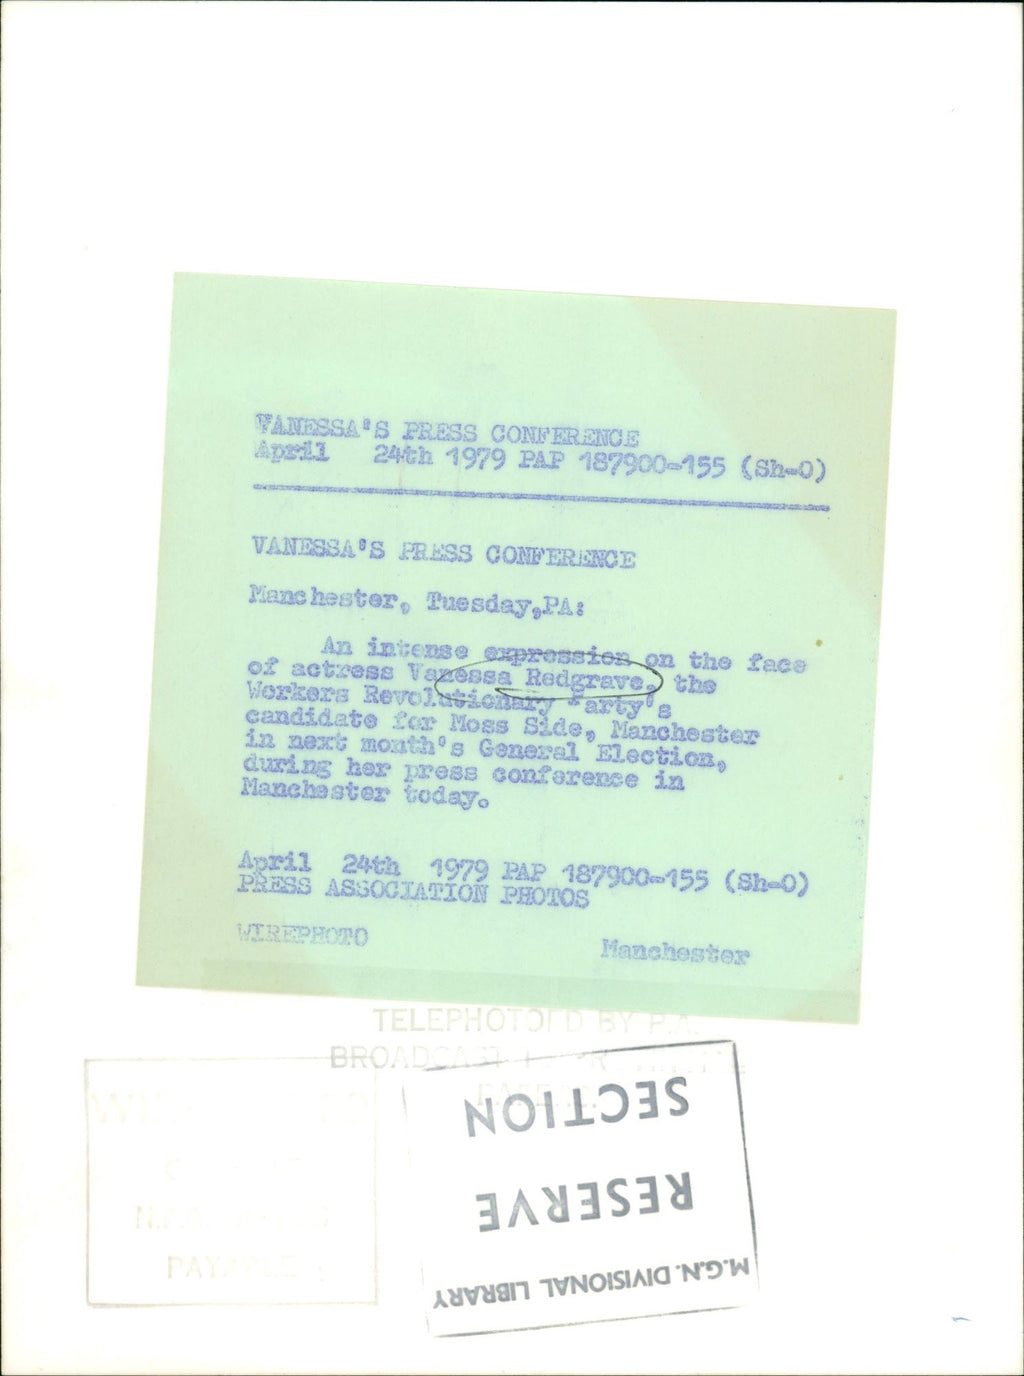 VANESSA'S PRESS CONFERENCE
April 24th 1979 PAP 187900-155 (Sh-O)
VANESSA'S PRESS CONFERENCE
Manchester, Tuesday,PA:
An intense expression on the face
of actress Vanessa Redgrave, the
Workers Revolutionary Party's
candidate for Moss Side, Manchester
in next month's General Election,
during her press conference in
Manchester today.
April 24th 1979 PAP 187900-155 (Sh-O)
PRESS ASSOCIATION PHOTOS
WIREPHOTO
Manchester
TELEPHOTO'D BY P.A.
BROADCAST
M.G.N. DIVISIONAL LIBRARY
RESERVE
SECTION